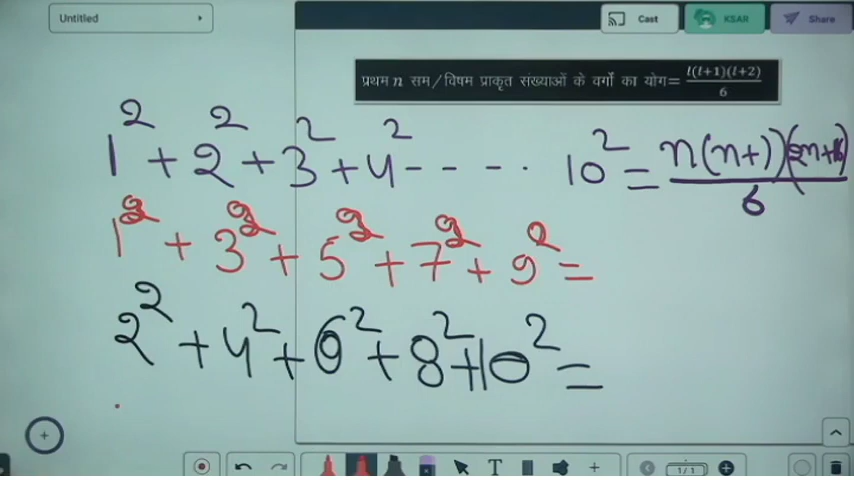 Untitled
Cast
KSAR
Share
प्रथम n सम/विषम प्राकृत संख्याओं के वर्गों का योग= l(l+1)(l+2)/6
1² + 2² + 3² + 4² - - - - 10² = n(n+1)(2n+1)/6
1² + 3² + 5² + 7² + 9² =
2² + 4² + 6² + 8² + 10² =
T
1/1